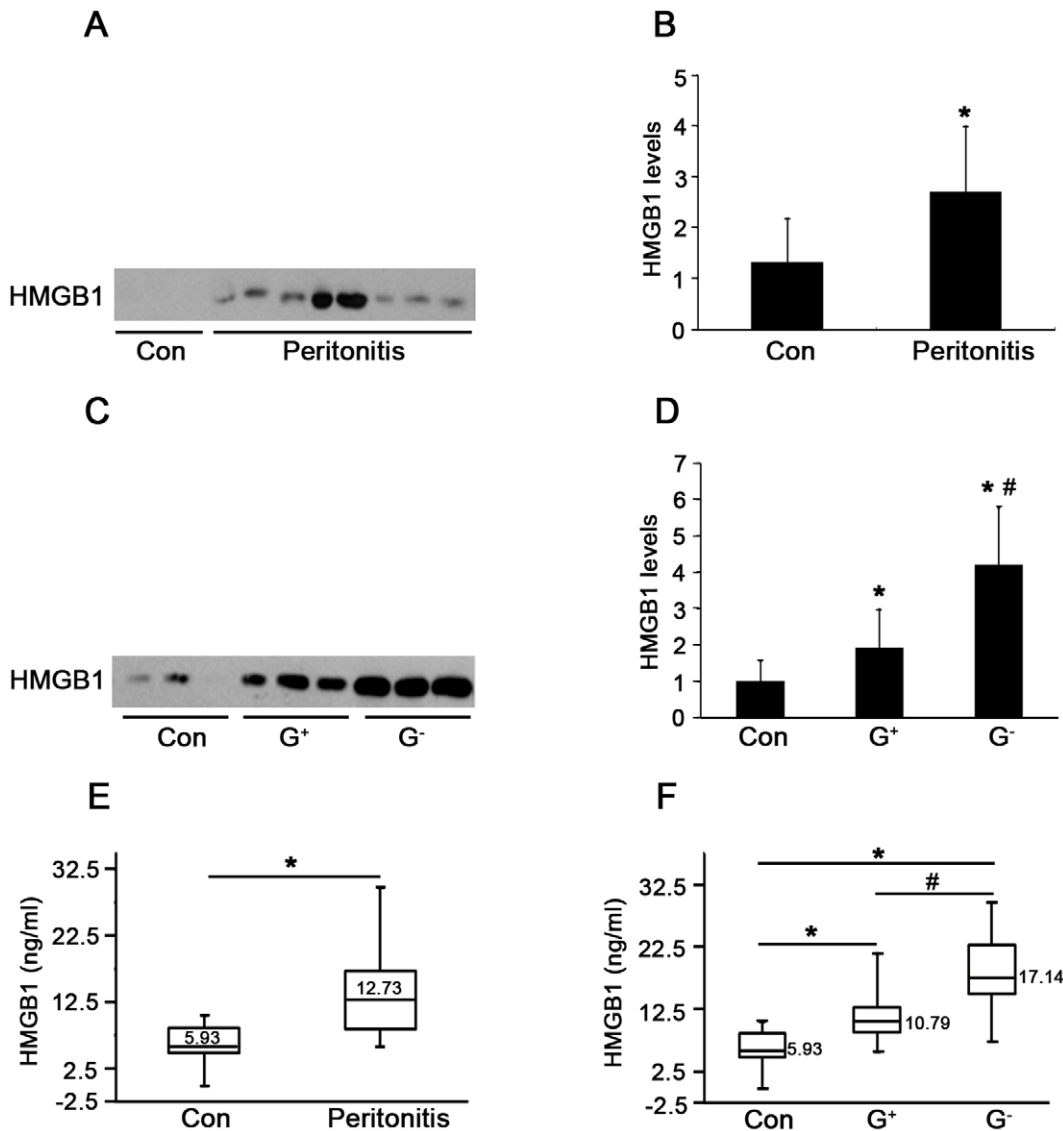 A
HMGB1
Con Peritonitis
B
HMGB1 levels
5
4
3
2
1
0
*
Con Peritonitis
C
HMGB1
Con G⁺ G⁻
D
HMGB1 levels
7
6
5
4
3
2
1
0
*
* #
Con G⁺ G⁻
E
HMGB1 (ng/ml)
32.5
22.5
12.5
2.5
-2.5
*
5.93
12.73
Con Peritonitis
F
HMGB1 (ng/ml)
32.5
22.5
12.5
2.5
-2.5
*
#
*
5.93
10.79
17.14
Con G⁺ G⁻